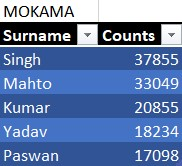 MOKAMA
Surname Counts
Singh 37855
Mahto 33049
Kumar 20855
Yadav 18234
Paswan 17098